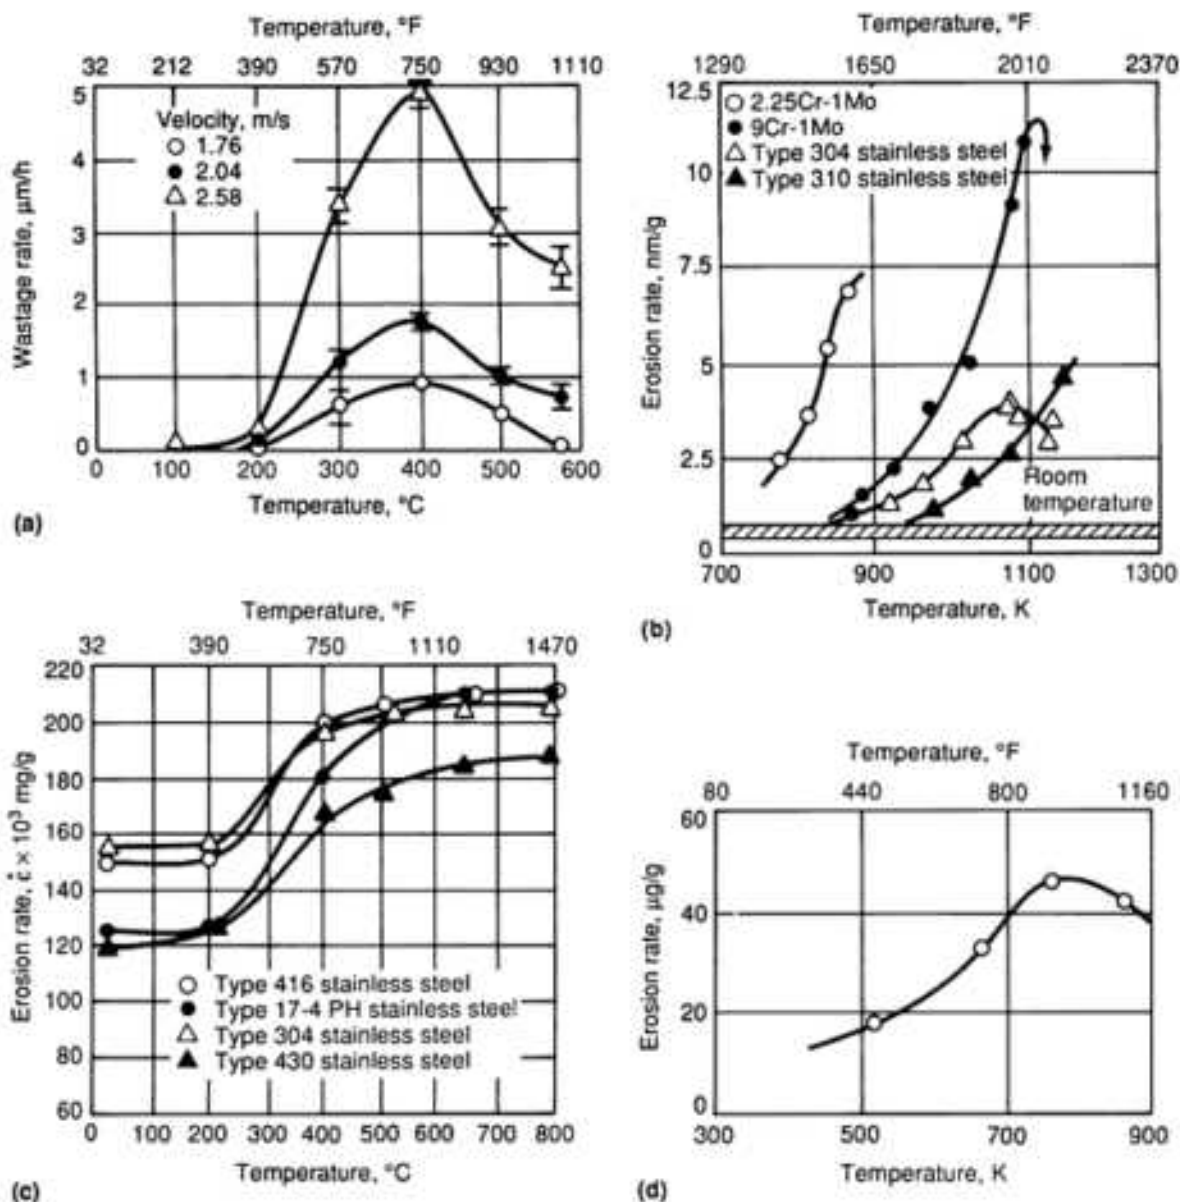 Temperature, °F
32 212 390 570 750 930 1110
5
Velocity, m/s
1.76
2.04
2.58
4
3
2
1
0
Wastage rate, μm/h
0 100 200 300 400 500 600
Temperature, °C
(a)
Temperature, °F
1290 1650 2010 2370
12.5
2.25Cr-1Mo
9Cr-1Mo
Type 304 stainless steel
Type 310 stainless steel
10
7.5
5
2.5
Room
temperature
0
Erosion rate, nm/g
700 900 1100 1300
Temperature, K
(b)
Temperature, °F
32 390 750 1110 1470
220
200
180
160
140
120
100
80
60
Erosion rate, ε̇ × 10³ mg/g
Type 416 stainless steel
Type 17-4 PH stainless steel
Type 304 stainless steel
Type 430 stainless steel
0 100 200 300 400 500 600 700 800
Temperature, °C
(c)
Temperature, °F
80 440 800 1160
60
40
20
0
Erosion rate, μg/g
300 500 700 900
Temperature, K
(d)